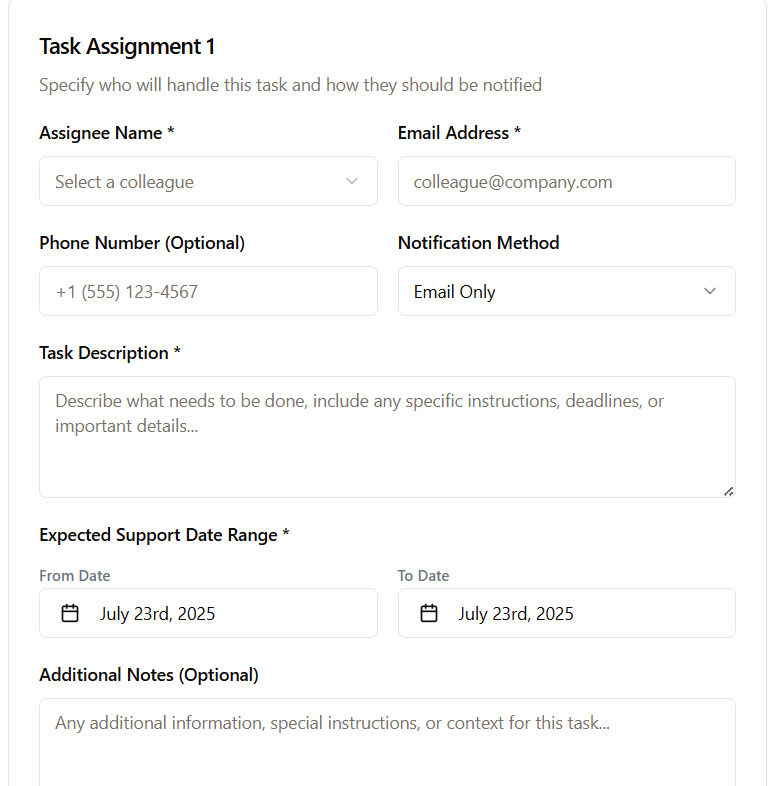 Task Assignment 1
Specify who will handle this task and how they should be notified
Assignee Name *
Email Address *
Select a colleague
colleague@company.com
Phone Number (Optional)
Notification Method
+1 (555) 123-4567
Email Only
Task Description *
Describe what needs to be done, include any specific instructions, deadlines, or
important details...
Expected Support Date Range *
From Date
To Date
July 23rd, 2025
July 23rd, 2025
Additional Notes (Optional)
Any additional information, special instructions, or context for this task...